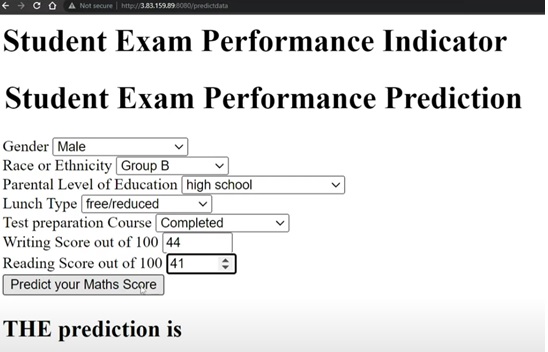 Not secure | http://3.83.159.89:8080/predictdata
Student Exam Performance Indicator
Student Exam Performance Prediction
Gender Male
Race or Ethnicity Group B
Parental Level of Education high school
Lunch Type free/reduced
Test preparation Course Completed
Writing Score out of 100 44
Reading Score out of 100 41
Predict your Maths Score
THE prediction is